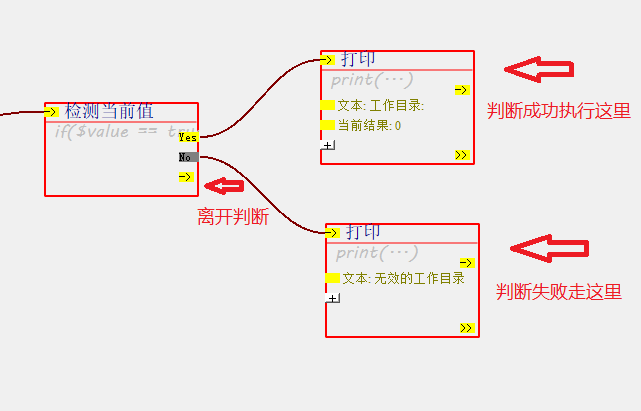 检测当前值
if($value == tru
Yes
No
->
离开判断
打印
print(...)
->
文本: 工作目录:
当前结果: 0
[+]
>>
判断成功执行这里
打印
print(...)
->
文本: 无效的工作目录
[+]
>>
判断失败走这里